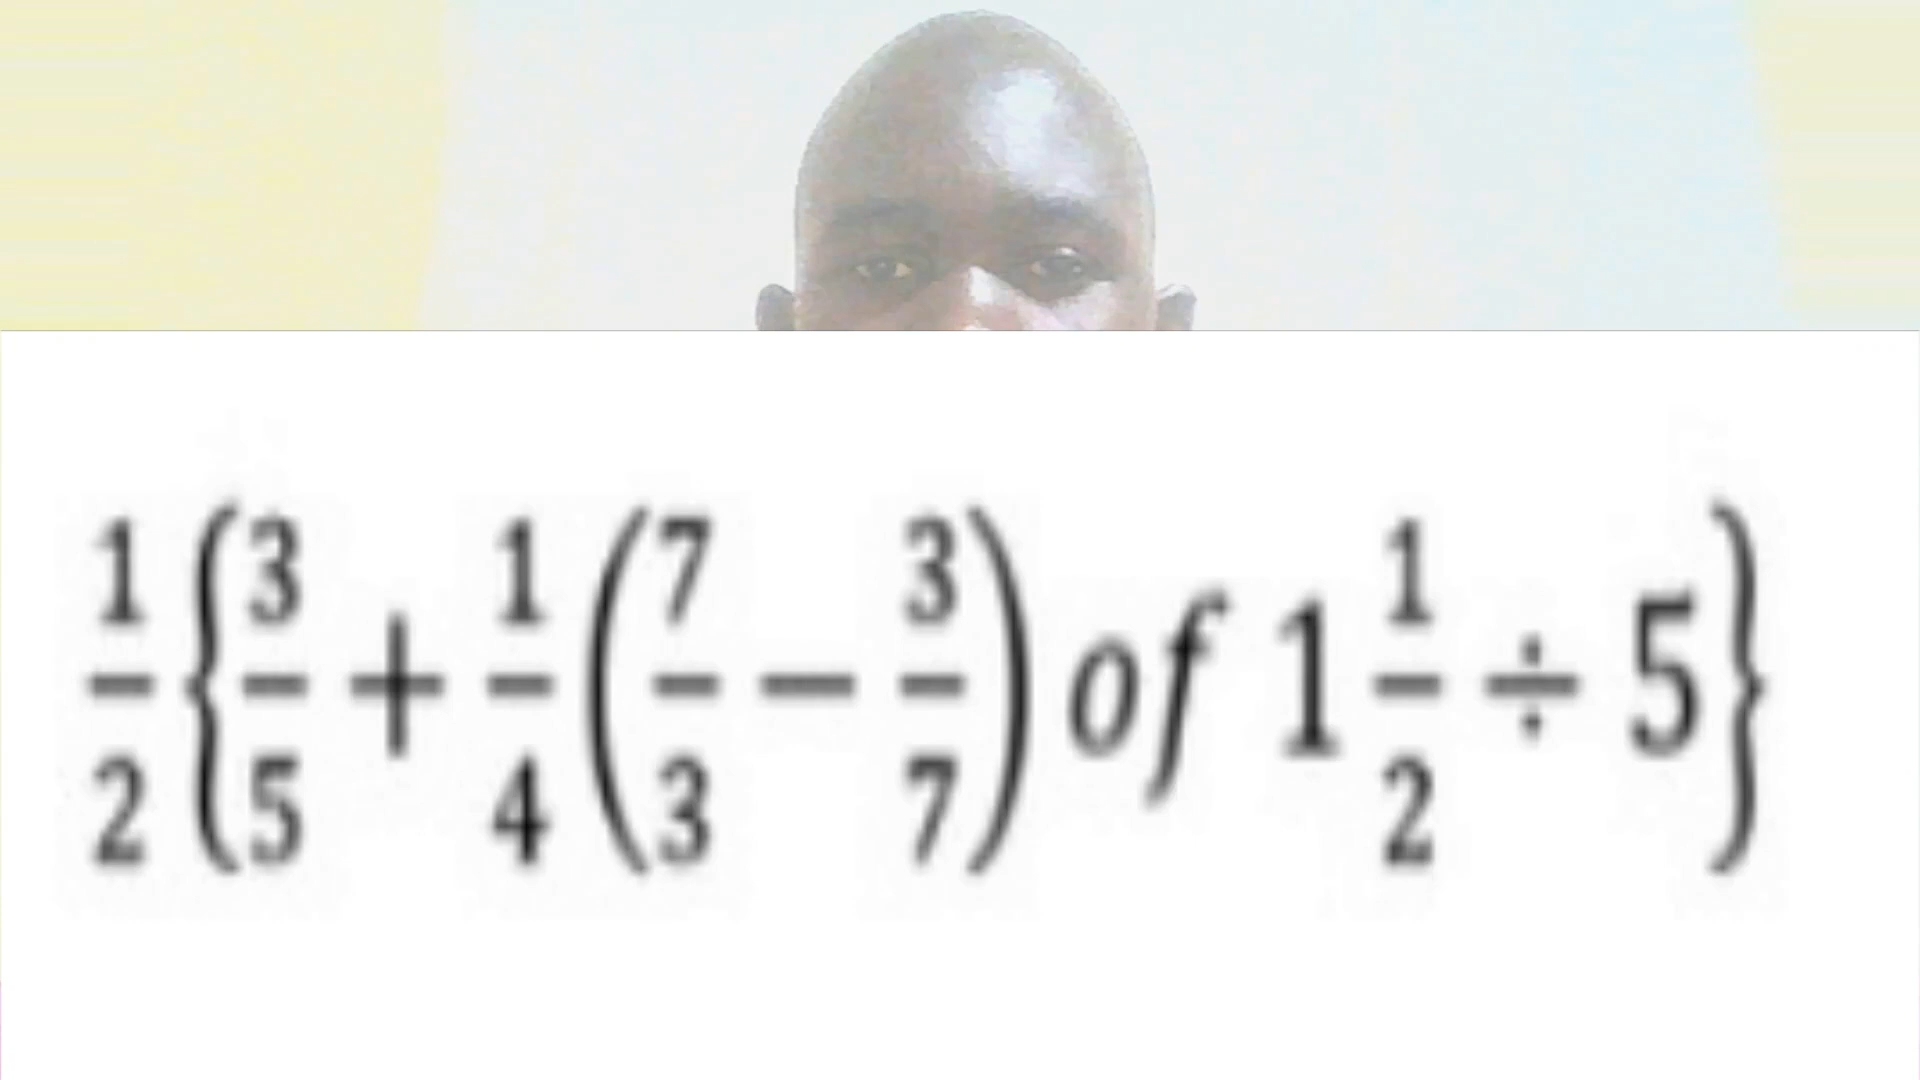 1/2 {3/5 + 1/4 (7/3 − 3/7) of 1 1/2 ÷ 5}